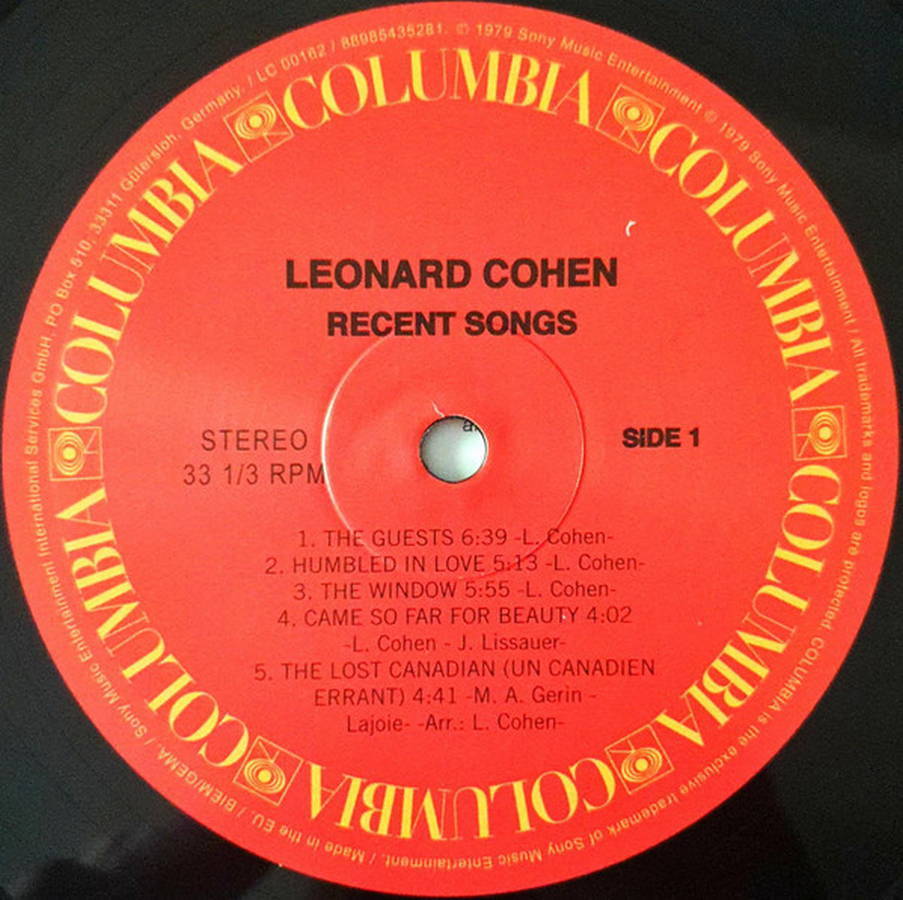 Sony Music Entertainment International Services GmbH, PO Box 510, 33311 Gütersloh, Germany. / LC 00162 / 88985435281. ℗ 1979 Sony Music Entertainment © 1979 Sony Music Entertainment / All trademarks and logos are protected. COLUMBIA is the exclusive trademark of Sony Music Entertainment. / Made in the EU. / BIEM/GEMA. /
COLUMBIA
COLUMBIA
COLUMBIA
COLUMBIA
COLUMBIA
COLUMBIA
LEONARD COHEN
RECENT SONGS
STEREO
33 1/3 RPM
SIDE 1
1. THE GUESTS 6:39 -L. Cohen-
2. HUMBLED IN LOVE 5:13 -L. Cohen-
3. THE WINDOW 5:55 -L. Cohen-
4. CAME SO FAR FOR BEAUTY 4:02
-L. Cohen - J. Lissauer-
5. THE LOST CANADIAN (UN CANADIEN
ERRANT) 4:41 -M. A. Gerin -
Lajoie- -Arr.: L. Cohen-